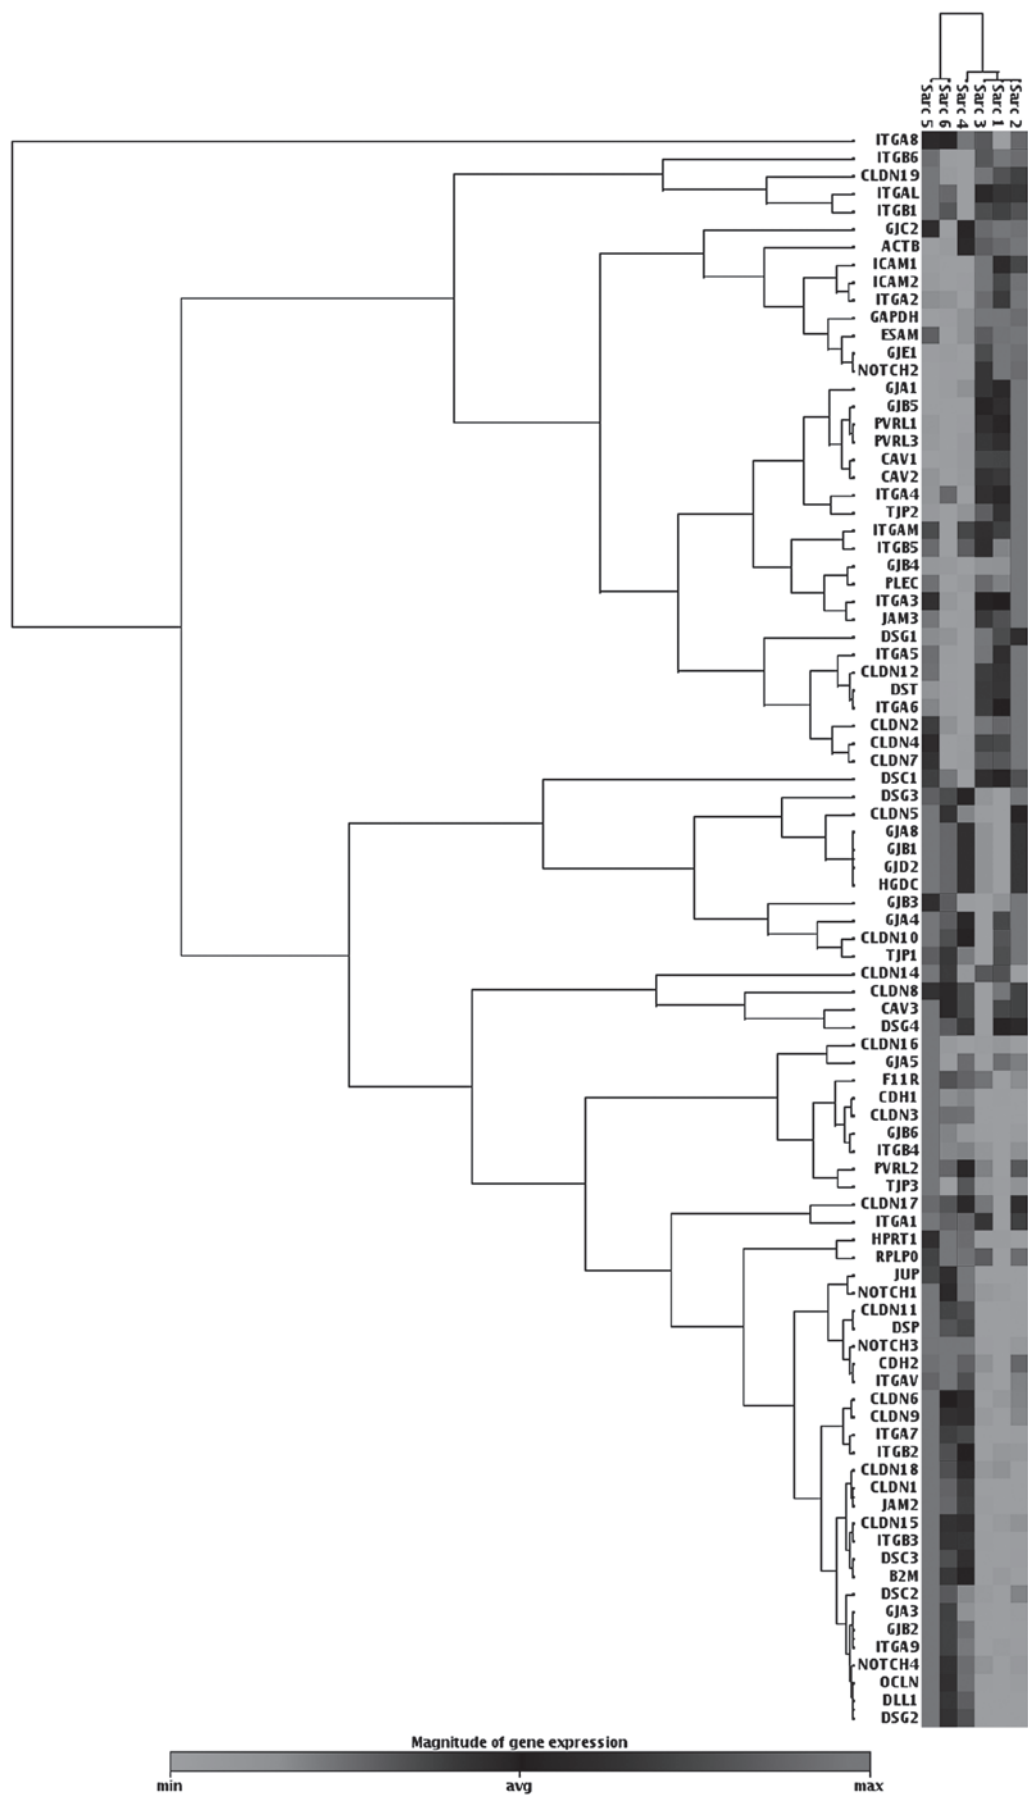 Sarc 5
Sarc 6
Sarc 4
Sarc 3
Sarc 1
Sarc 2
ITGA8
ITGB6
CLDN19
ITGAL
ITGB1
GJC2
ACTB
ICAM1
ICAM2
ITGA2
GAPDH
ESAM
GJE1
NOTCH2
GJA1
GJB5
PVRL1
PVRL3
CAV1
CAV2
ITGA4
TJP2
ITGAM
ITGB5
GJB4
PLEC
ITGA3
JAM3
DSG1
ITGA5
CLDN12
DST
ITGA6
CLDN2
CLDN4
CLDN7
DSC1
DSG3
CLDN5
GJA8
GJB1
GJD2
HGDC
GJB3
GJA4
CLDN10
TJP1
CLDN14
CLDN8
CAV3
DSG4
CLDN16
GJA5
F11R
CDH1
CLDN3
GJB6
ITGB4
PVRL2
TJP3
CLDN17
ITGA1
HPRT1
RPLP0
JUP
NOTCH1
CLDN11
DSP
NOTCH3
CDH2
ITGAV
CLDN6
CLDN9
ITGA7
ITGB2
CLDN18
CLDN1
JAM2
CLDN15
ITGB3
DSC3
B2M
DSC2
GJA3
GJB2
ITGA9
NOTCH4
OCLN
DLL1
DSG2
Magnitude of gene expression
min avg max